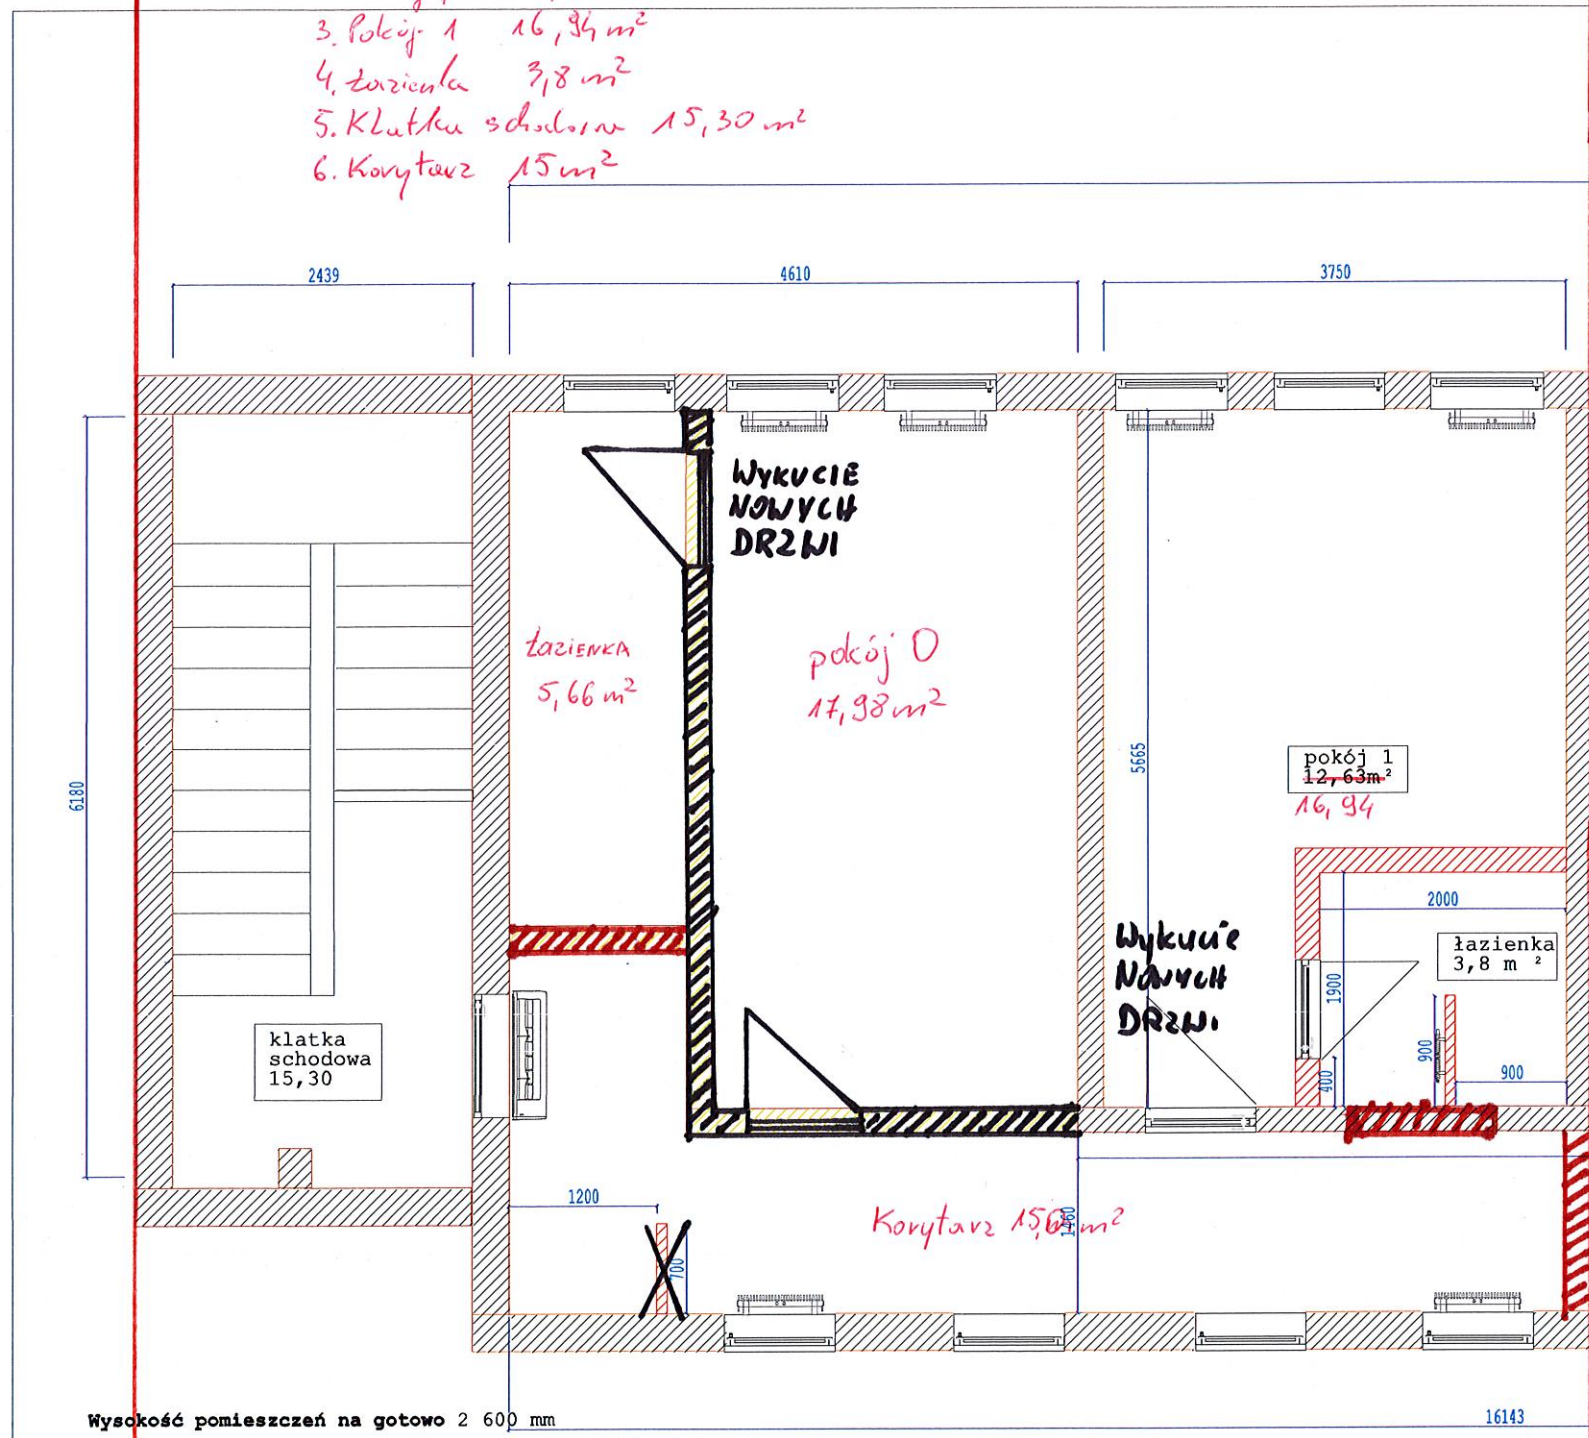 3. Pokój 1 16,94 m²
4. Łazienka 3,8 m²
5. Klatka schodowa 15,30 m²
6. Korytarz 15 m²
2439
4610
3750
WYKUCIE
NOWYCH
DRZWI
ŁAZIENKA
5,66 m²
pokój 0
17,98 m²
5665
6180
pokój 1
12,63m²
16,94
2000
łazienka
3,8 m ²
Wykucie
NOWYCH
DRZWI
1900
900
400
900
klatka
schodowa
15,30
1200
700
Korytarz m²
1460
Wysokość pomieszczeń na gotowo 2 600 mm
16143